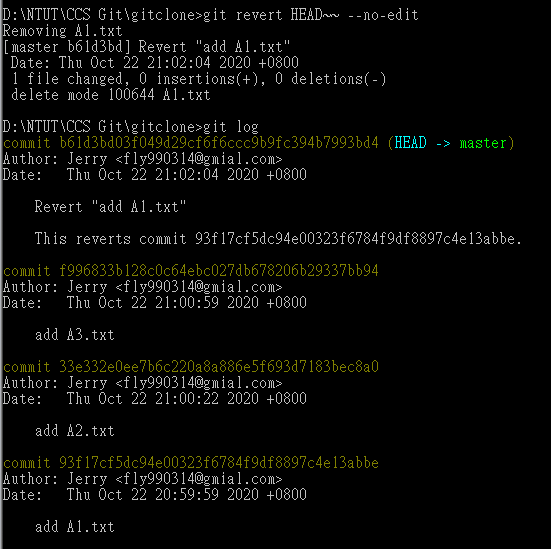 D:\NTUT\CCS Git\gitclone>git revert HEAD~~ --no-edit
Removing A1.txt
[master b61d3bd] Revert "add A1.txt"
Date: Thu Oct 22 21:02:04 2020 +0800
1 file changed, 0 insertions(+), 0 deletions(-)
delete mode 100644 A1.txt
D:\NTUT\CCS Git\gitclone>git log
commit b61d3bd03f049d29cf6f6ccc9b9fc394b7993bd4 (HEAD -> master)
Author: Jerry <fly990314@gmial.com>
Date:   Thu Oct 22 21:02:04 2020 +0800
Revert "add A1.txt"
This reverts commit 93f17cf5dc94e00323f6784f9df8897c4e13abbe.
commit f996833b128c0c64ebc027db678206b29337bb94
Author: Jerry <fly990314@gmial.com>
Date:   Thu Oct 22 21:00:59 2020 +0800
add A3.txt
commit 33e332e0ee7b6c220a8a886e5f693d7183bec8a0
Author: Jerry <fly990314@gmial.com>
Date:   Thu Oct 22 21:00:22 2020 +0800
add A2.txt
commit 93f17cf5dc94e00323f6784f9df8897c4e13abbe
Author: Jerry <fly990314@gmial.com>
Date:   Thu Oct 22 20:59:59 2020 +0800
add A1.txt